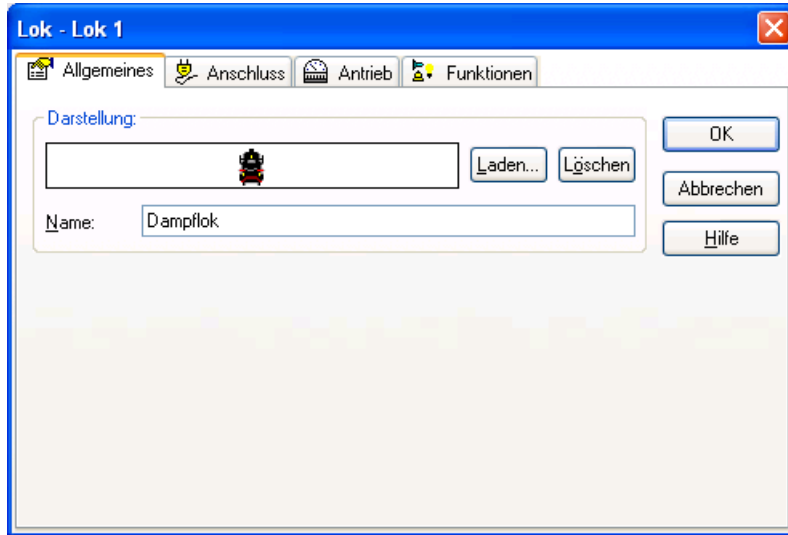 Lok - Lok 1
Allgemeines Anschluss Antrieb Funktionen
Darstellung:
Laden... Löschen
Name: Dampflok
OK
Abbrechen
Hilfe